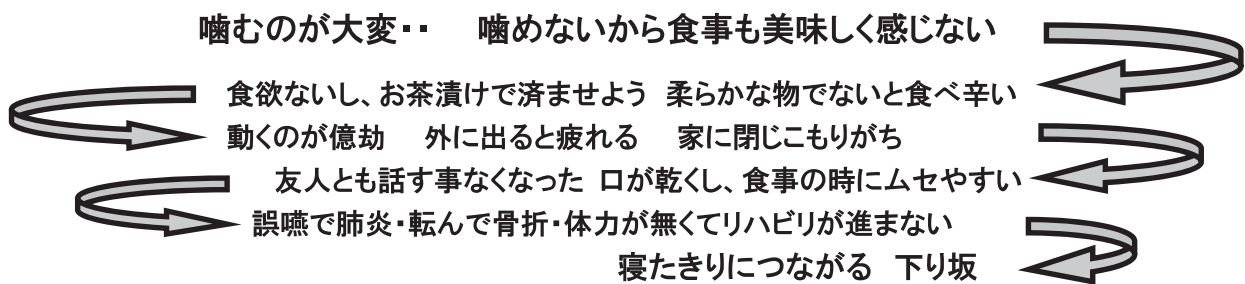 噛むのが大変・・　噛めないから食事も美味しく感じない
食欲ないし、お茶漬けで済ませよう　柔らかな物でないと食べ辛い
動くのが億劫　外に出ると疲れる　家に閉じこもりがち
友人とも話す事なくなった　口が乾くし、食事の時にムセやすい
誤嚥で肺炎・転んで骨折・体力が無くてリハビリが進まない
寝たきりにつながる　下り坂